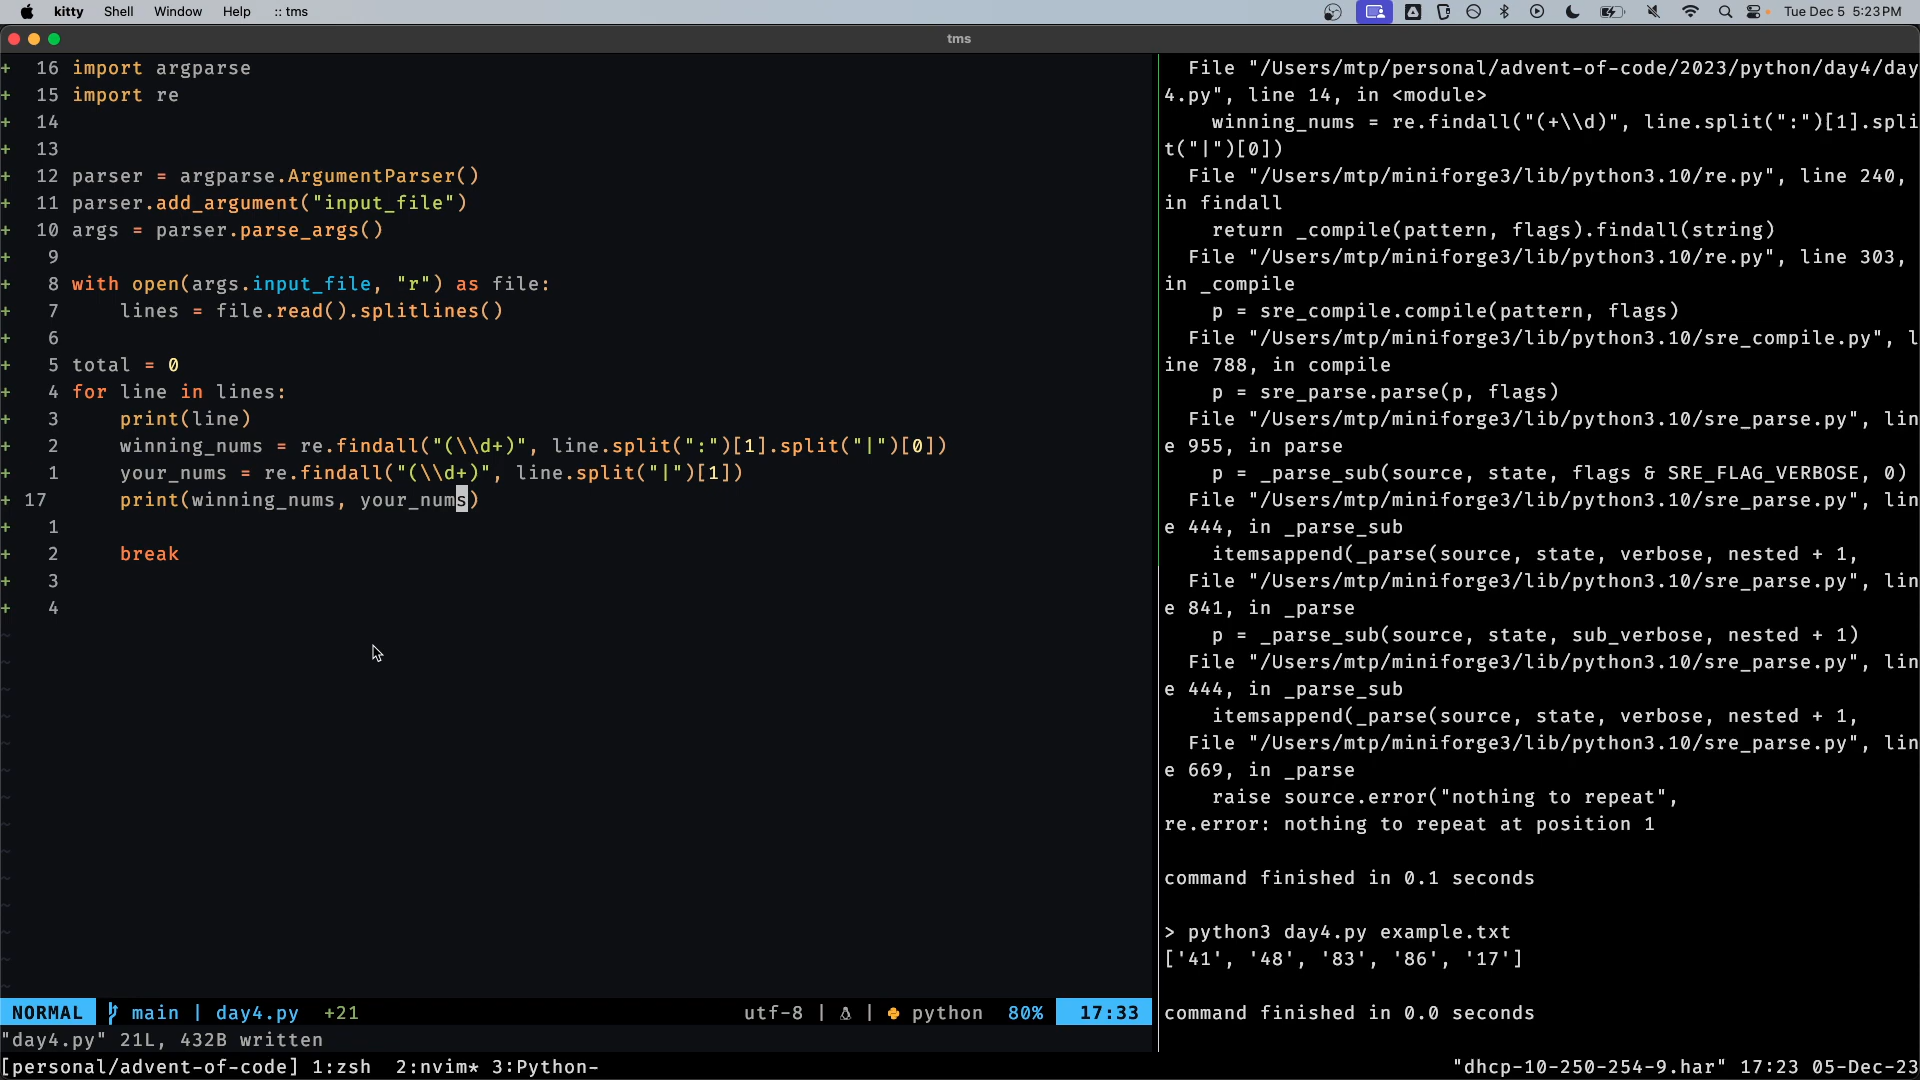 kitty Shell Window Help :: tms Tue Dec 5 5:23 PM
tms
+ 16 import argparse
+ 15 import re
+ 14
+ 13
+ 12 parser = argparse.ArgumentParser()
+ 11 parser.add_argument("input_file")
+ 10 args = parser.parse_args()
+ 9
+ 8 with open(args.input_file, "r") as file:
+ 7     lines = file.read().splitlines()
+ 6
+ 5 total = 0
+ 4 for line in lines:
+ 3     print(line)
+ 2     winning_nums = re.findall("(\\d+)", line.split(":")[1].split("|")[0])
+ 1     your_nums = re.findall("(\\d+)", line.split("|")[1])
+ 17     print(winning_nums, your_nums)
+ 1
+ 2     break
+ 3
+ 4
NORMAL main | day4.py +21 utf-8 | | python 80% 17:33
"day4.py" 21L, 432B written
File "/Users/mtp/personal/advent-of-code/2023/python/day4/day
4.py", line 14, in <module>
winning_nums = re.findall("(+\\d)", line.split(":")[1].spli
t("|")[0])
File "/Users/mtp/miniforge3/lib/python3.10/re.py", line 240,
in findall
return _compile(pattern, flags).findall(string)
File "/Users/mtp/miniforge3/lib/python3.10/re.py", line 303,
in _compile
p = sre_compile.compile(pattern, flags)
File "/Users/mtp/miniforge3/lib/python3.10/sre_compile.py", l
ine 788, in compile
p = sre_parse.parse(p, flags)
File "/Users/mtp/miniforge3/lib/python3.10/sre_parse.py", lin
e 955, in parse
p = _parse_sub(source, state, flags & SRE_FLAG_VERBOSE, 0)
File "/Users/mtp/miniforge3/lib/python3.10/sre_parse.py", lin
e 444, in _parse_sub
itemsappend(_parse(source, state, verbose, nested + 1,
File "/Users/mtp/miniforge3/lib/python3.10/sre_parse.py", lin
e 841, in _parse
p = _parse_sub(source, state, sub_verbose, nested + 1)
File "/Users/mtp/miniforge3/lib/python3.10/sre_parse.py", lin
e 444, in _parse_sub
itemsappend(_parse(source, state, verbose, nested + 1,
File "/Users/mtp/miniforge3/lib/python3.10/sre_parse.py", lin
e 669, in _parse
raise source.error("nothing to repeat",
re.error: nothing to repeat at position 1
command finished in 0.1 seconds
> python3 day4.py example.txt
['41', '48', '83', '86', '17']
command finished in 0.0 seconds
[personal/advent-of-code] 1:zsh 2:nvim* 3:Python- "dhcp-10-250-254-9.har" 17:23 05-Dec-23